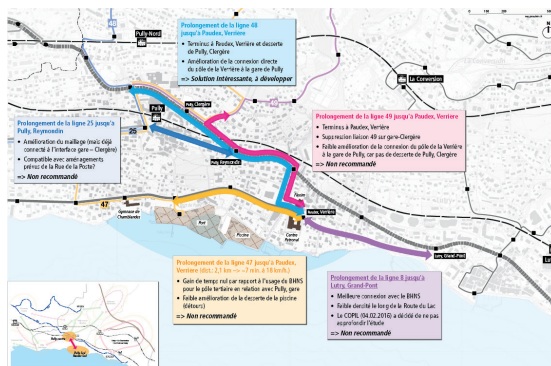 48
Pully-Nord
Prolongement de la ligne 48
jusqu'à Paudex, Verrière
• Terminus à Paudex, Verrière et desserte
de Pully, Clergère
• Amélioration de la connexion directe
du pôle de la Verrière à la gare de Pully
=> Solution intéressante, à développer
La Conversion
49
Pully
Pully, Clergère
25
Prolongement de la ligne 25 jusqu'à
Pully, Reymondin
• Amélioration du maillage (mais déjà
connecté à l'interface gare – Clergère)
• Compatible avec aménagements
prévus de la Rue de la Poste?
=> Non recommandé
Prolongement de la ligne 49 jusqu'à Paudex, Verrière
• Terminus à Paudex, Verrière
• Suppression liaison 49 sur gare-Clergère
• Faible amélioration de la connexion du pôle de la Verrière
à la gare de Pully, car pas de desserte de Pully, Clergère
=> Non recommandé
Pully, Reymondin
47
Gymnase de
Chamblandes
Port
Piscine
Centre
Patronal
Paudex, Verrière
Lutry, Grand-Pont
Prolongement de la ligne 47 jusqu'à Paudex,
Verrière (dist.: 2,1 km –> ~7 min. à 18 km/h.)
• Gain de temps nul par rapport à l'usage du BHNS
pour le pôle tertiaire en relation avec Pully, gare
• Faible amélioration de la desserte de la piscine
(détours)
=> Non recommandé
Prolongement de la ligne 8 jusqu'à
Lutry, Grand-Pont
• Meilleure connexion avec le BHNS
• Faible densité le long de la Route du Lac
• Le COPIL (04.02.2016) a décidé de ne pas
approfondir l'étude
=> Non recommandé